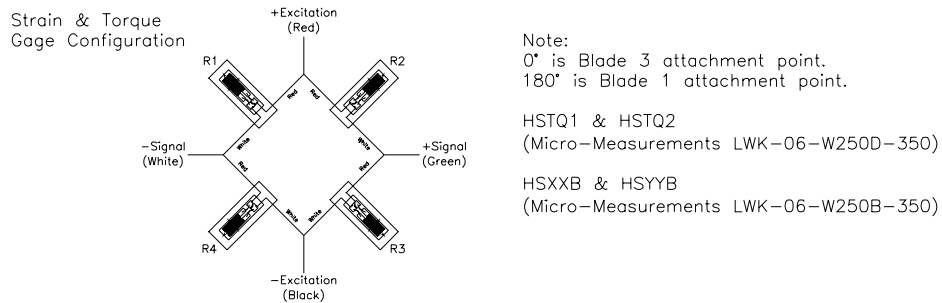 Strain & Torque
Gage Configuration
+Excitation
(Red)
R1
R2
Red
Red
White
White
−Signal
(White)
+Signal
(Green)
Red
Red
White
White
R4
R3
−Excitation
(Black)
Note:
0° is Blade 3 attachment point.
180° is Blade 1 attachment point.
HSTQ1 & HSTQ2
(Micro−Measurements LWK−06−W250D−350)
HSXXB & HSYYB
(Micro−Measurements LWK−06−W250B−350)